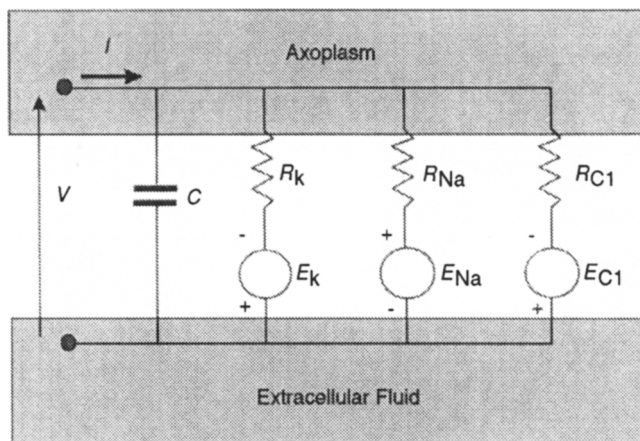 I
Axoplasm
V
C
Rk
RNa
RC1
-
+
-
Ek
ENa
EC1
+
-
+
Extracellular Fluid